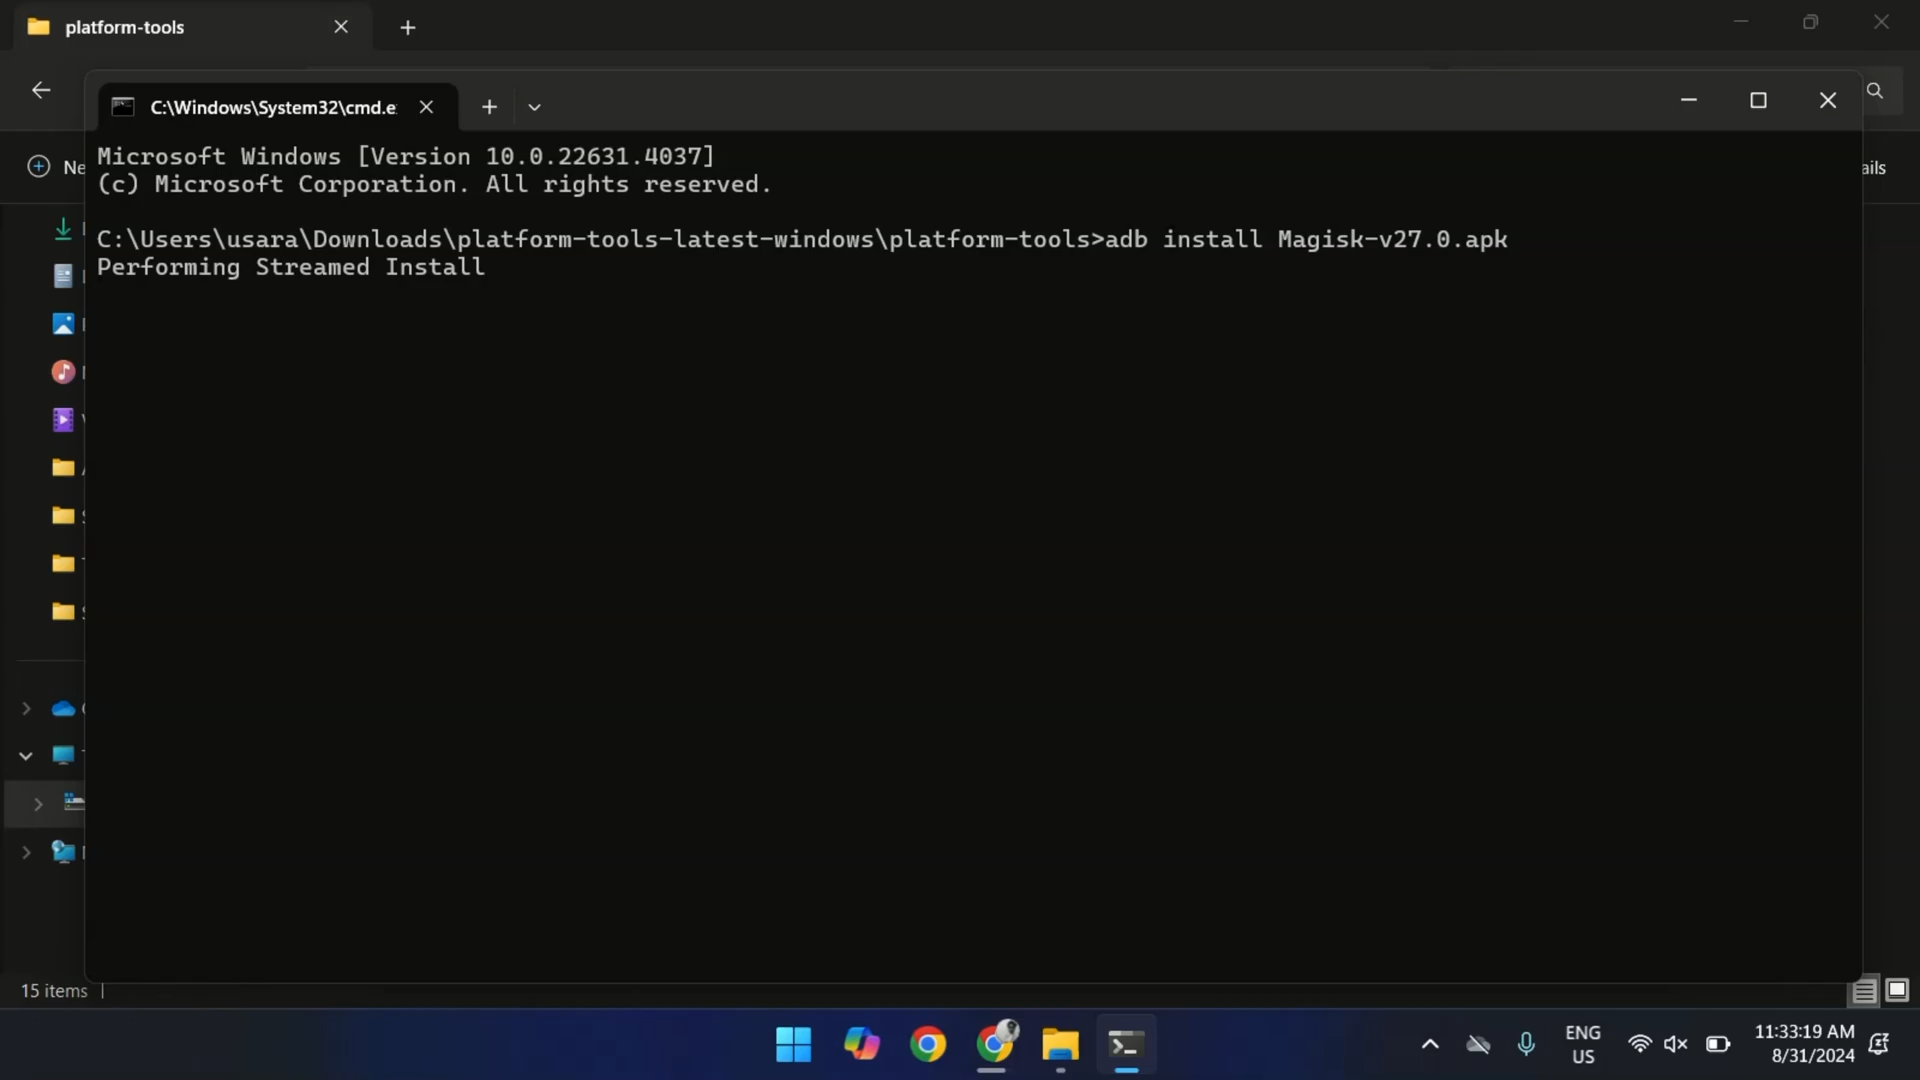 platform-tools
C:\Windows\System32\cmd.e
Ne
ails
Microsoft Windows [Version 10.0.22631.4037]
(c) Microsoft Corporation. All rights reserved.
C:\Users\usara\Downloads\platform-tools-latest-windows\platform-tools>adb install Magisk-v27.0.apk
Performing Streamed Install
15 items
ENG
US
11:33:19 AM
8/31/2024